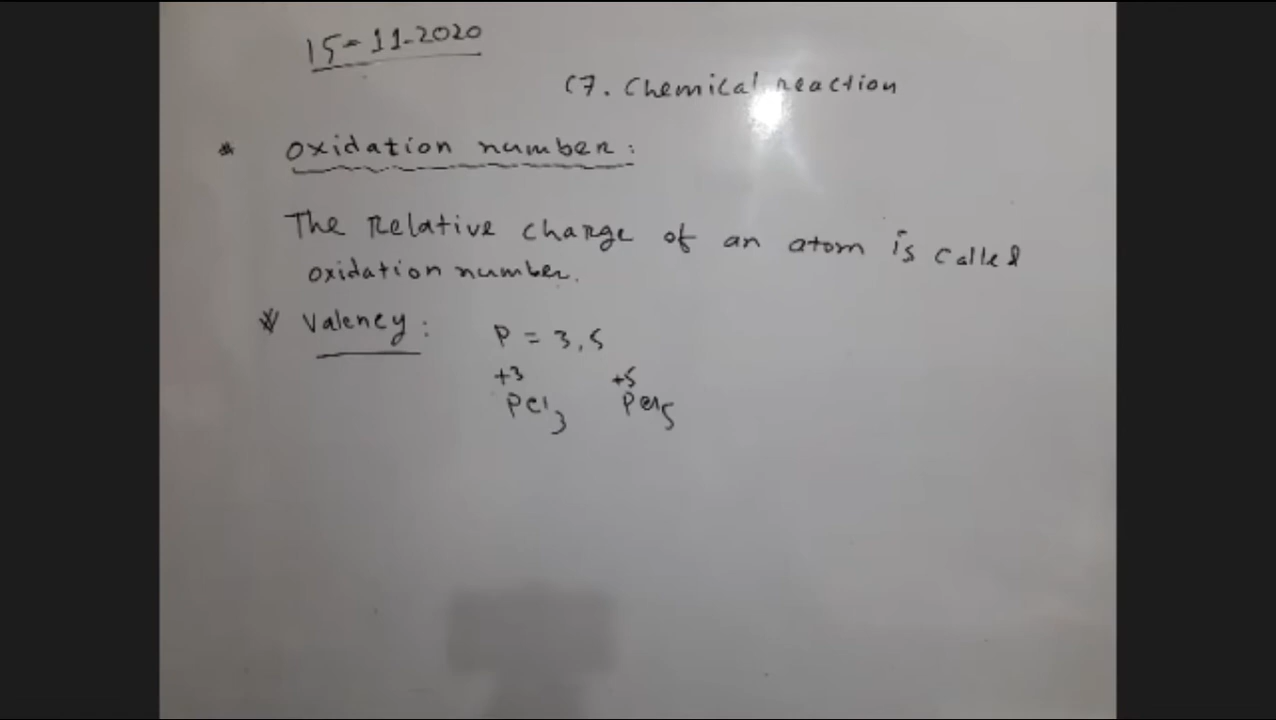 15-11-2020
C7. Chemical reaction
* oxidation number:
The Relative charge of an atom is called
oxidation number.
* Valency: P = 3,5
+3 +5
PCl3 PCl5